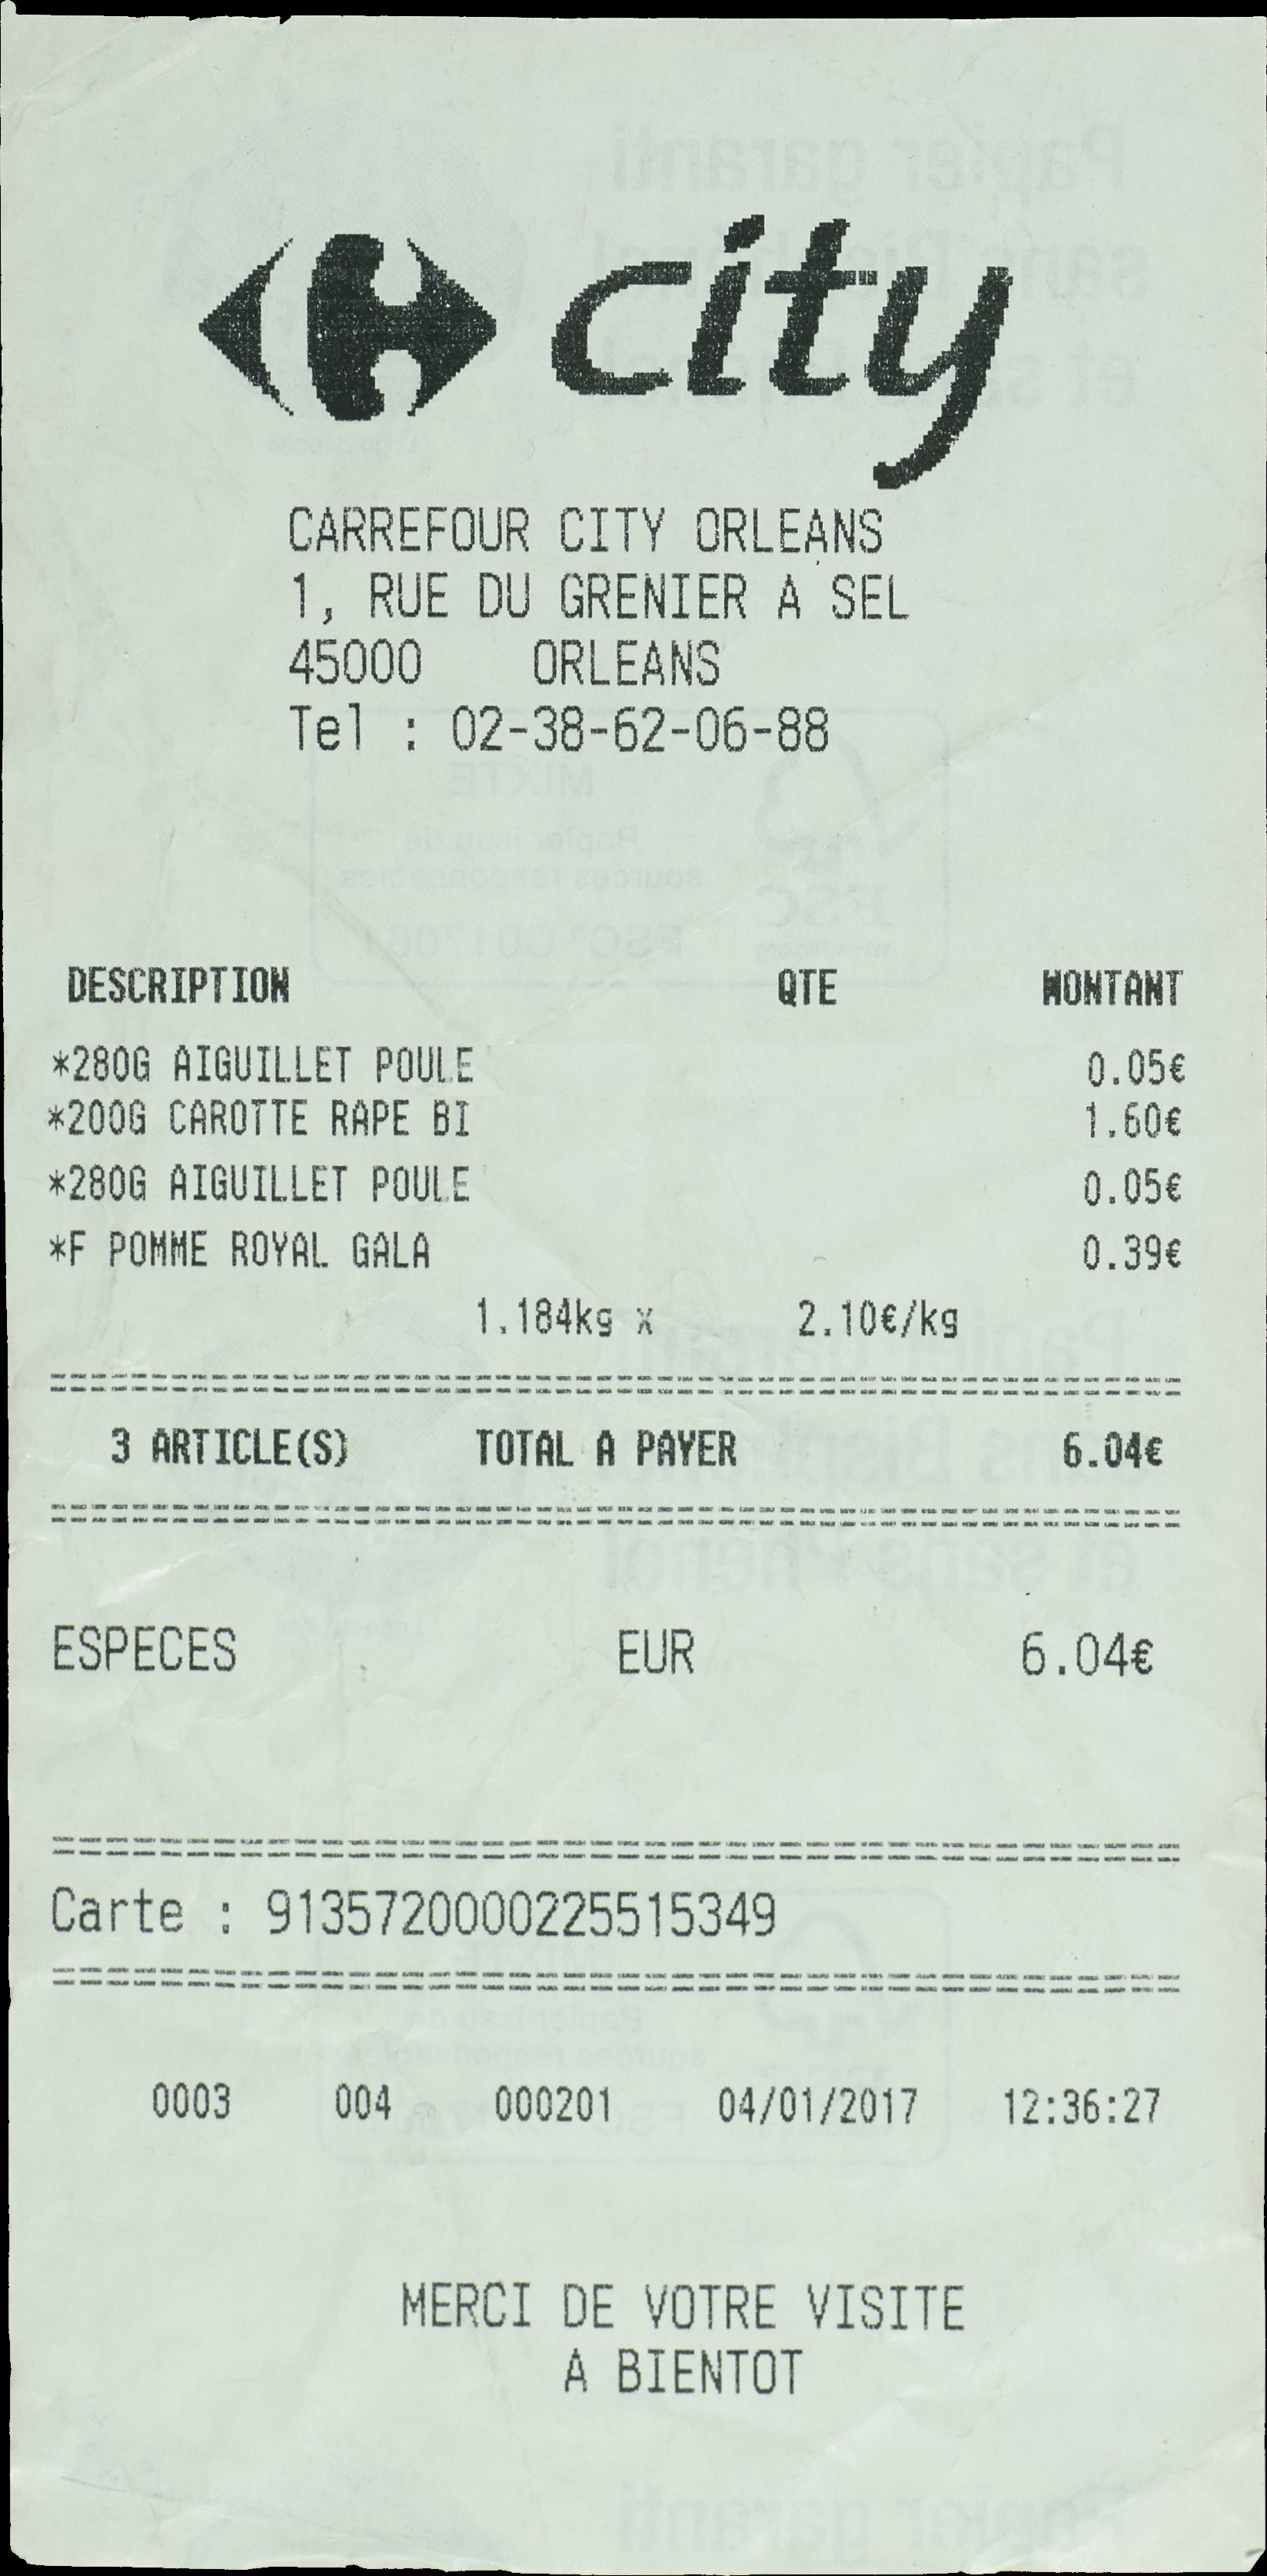 city
CARREFOUR CITY ORLEANS
1, RUE DU GRENIER A SEL
45000 ORLEANS
Tel : 02-38-62-06-88
DESCRIPTION QTE MONTANT
*280G AIGUILLET POULE 0.05€
*200G CAROTTE RAPE BI 1.60€
*280G AIGUILLET POULE 0.05€
*F POMME ROYAL GALA 0.39€
1.184kg x 2.10€/kg
3 ARTICLE(S) TOTAL A PAYER 6.04€
ESPECES EUR 6.04€
Carte : 9135720000225515349
0003 004 000201 04/01/2017 12:36:27
MERCI DE VOTRE VISITE
A BIENTOT